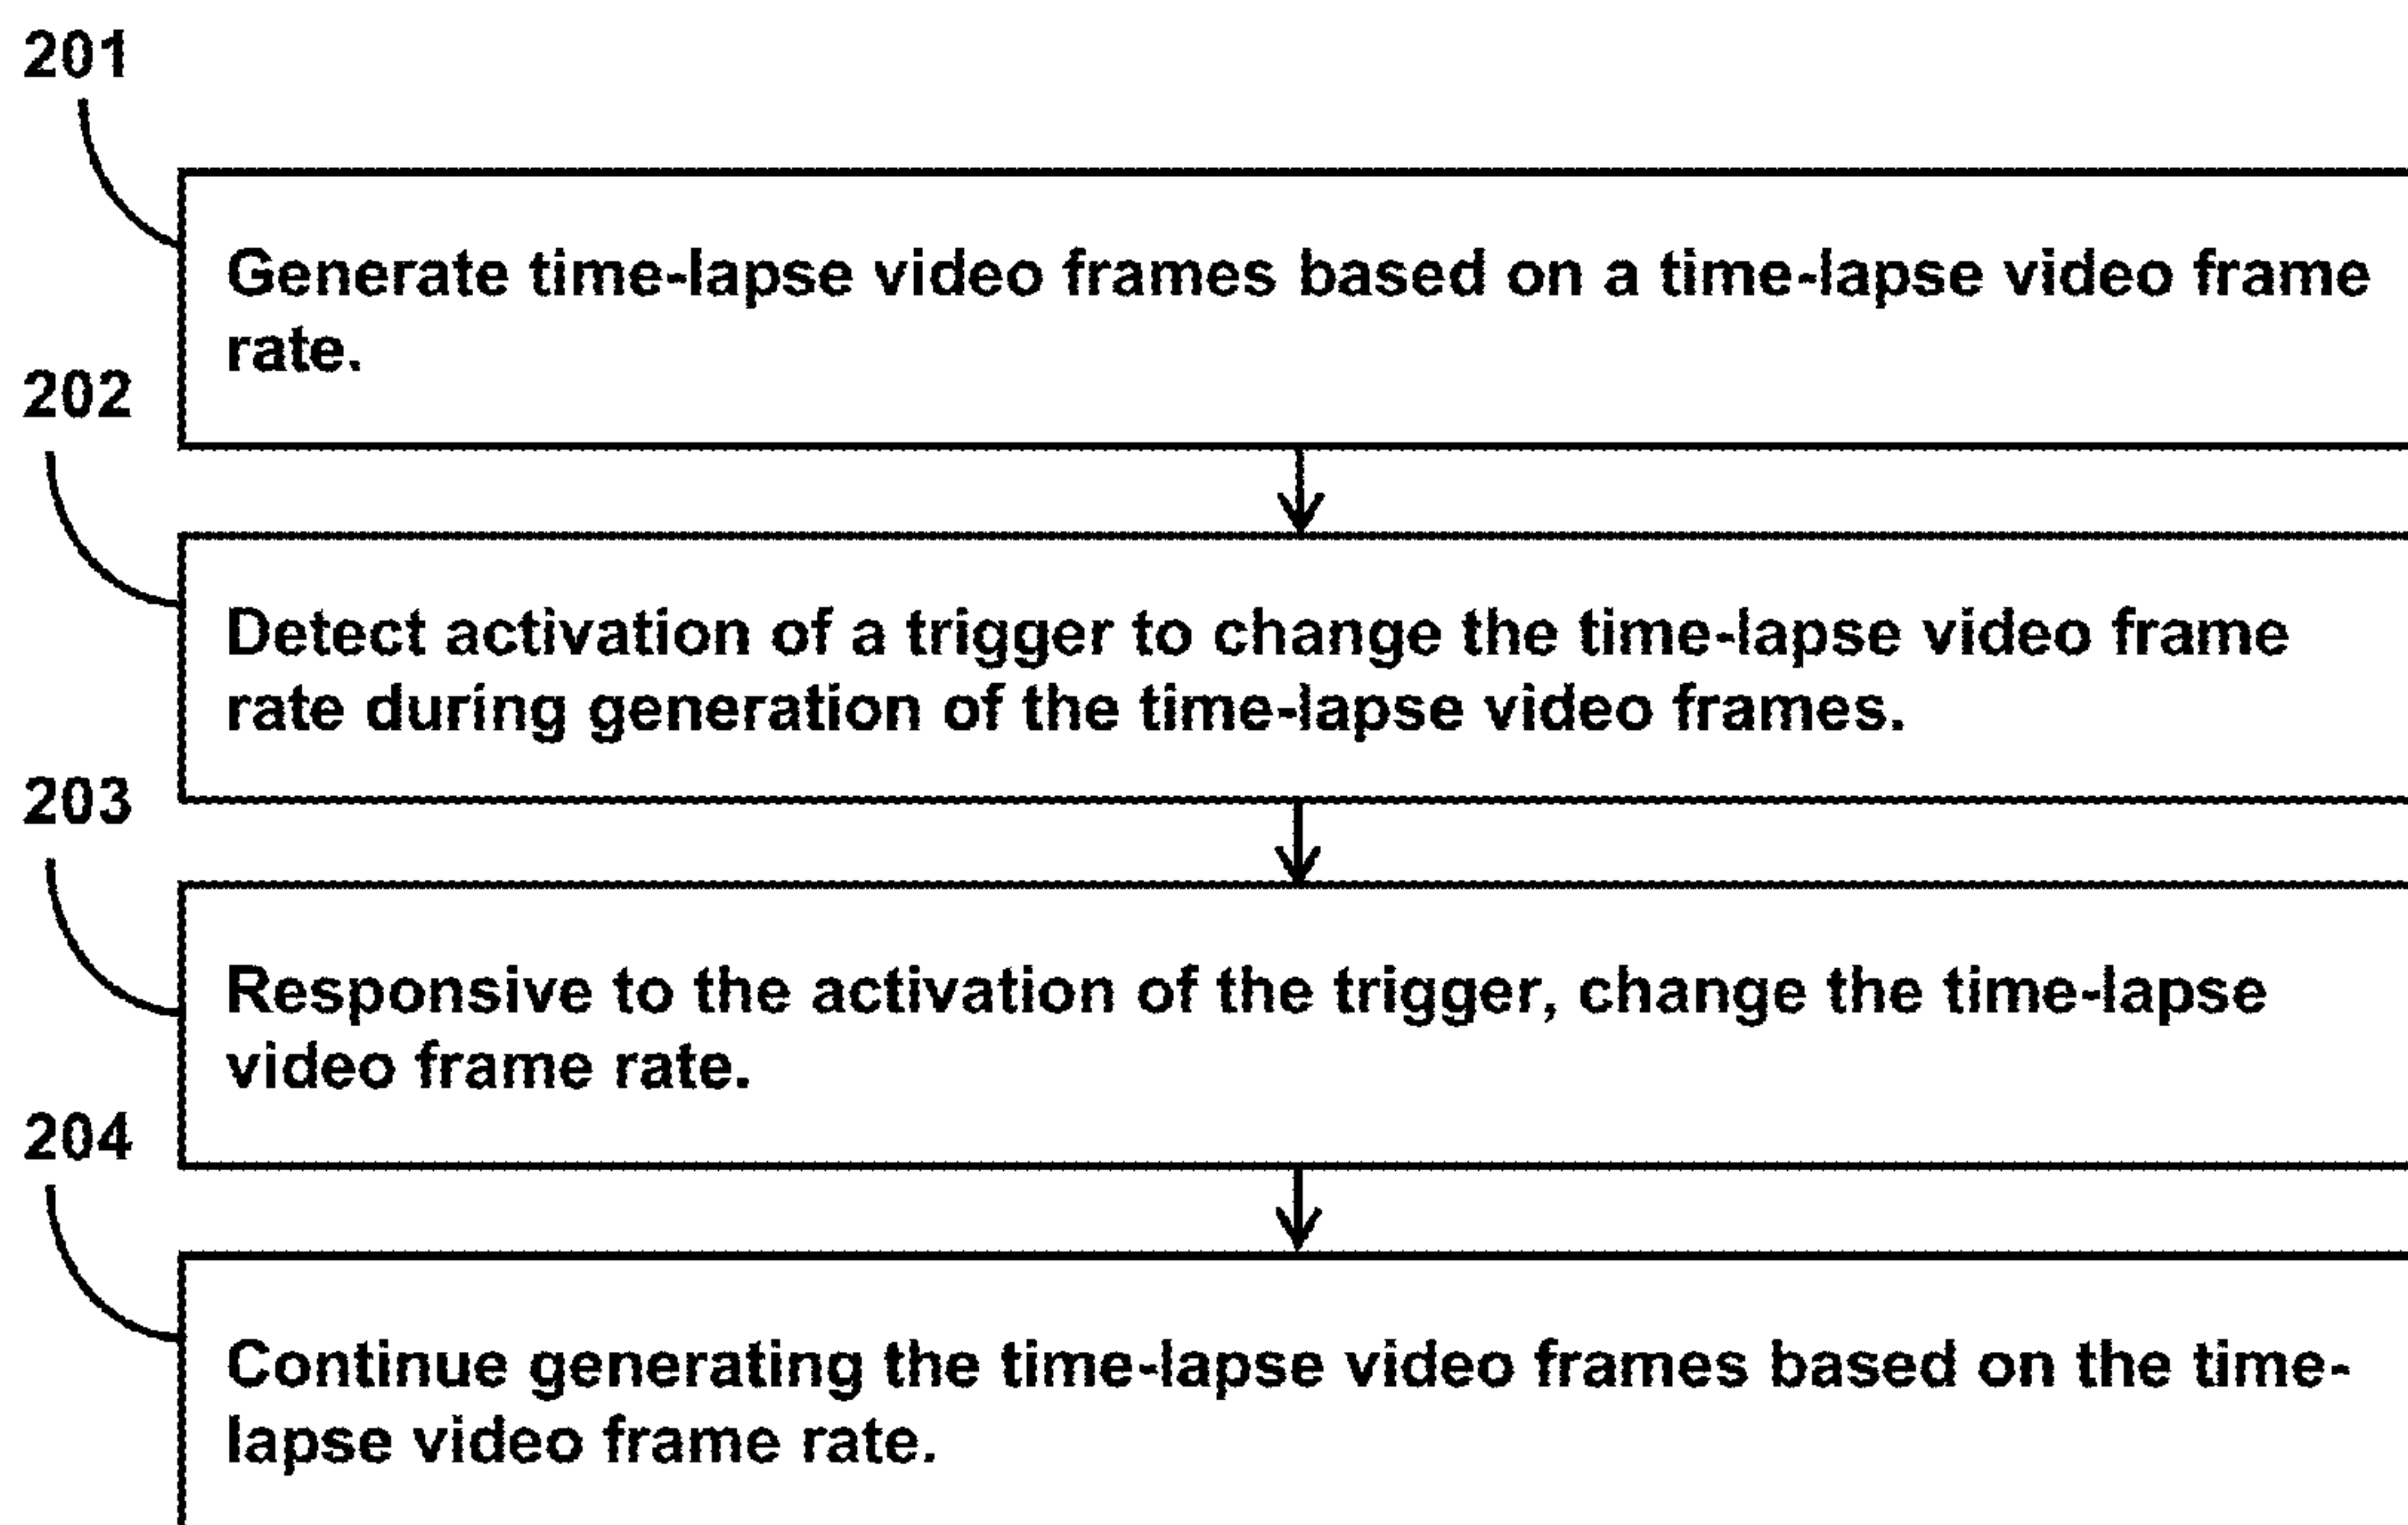 201
Generate time-lapse video frames based on a time-lapse video frame
rate.
202
Detect activation of a trigger to change the time-lapse video frame
rate during generation of the time-lapse video frames.
203
Responsive to the activation of the trigger, change the time-lapse
video frame rate.
204
Continue generating the time-lapse video frames based on the time-
lapse video frame rate.